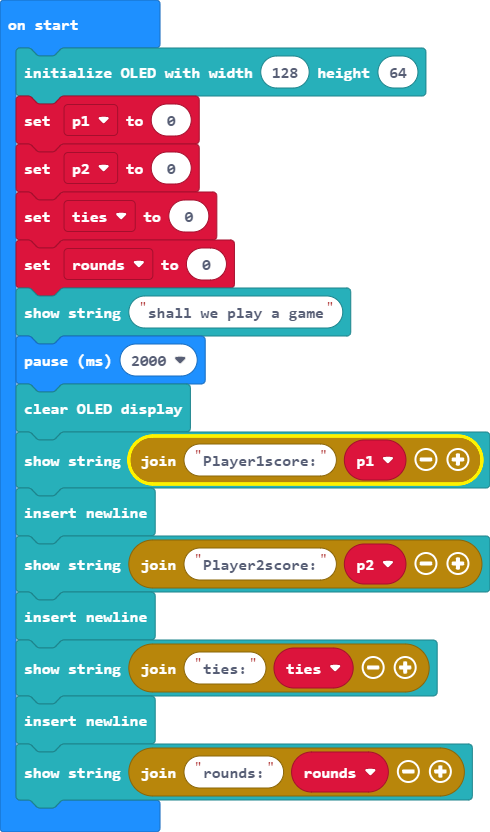 on start
initialize OLED with width 128 height 64
set p1 to 0
set p2 to 0
set ties to 0
set rounds to 0
show string "shall we play a game"
pause (ms) 2000
clear OLED display
show string join "Player1score:" p1
insert newline
show string join "Player2score:" p2
insert newline
show string join "ties:" ties
insert newline
show string join "rounds:" rounds